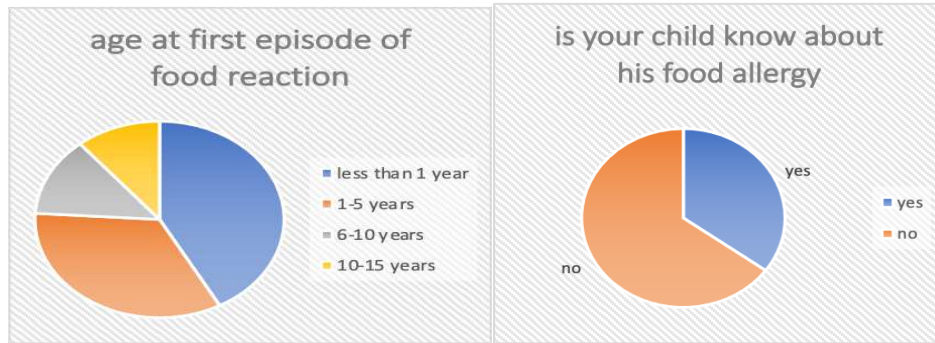 age at first episode of
food reaction
less than 1 year
1-5 years
6-10 years
10-15 years
is your child know about
his food allergy
yes
no
yes
no